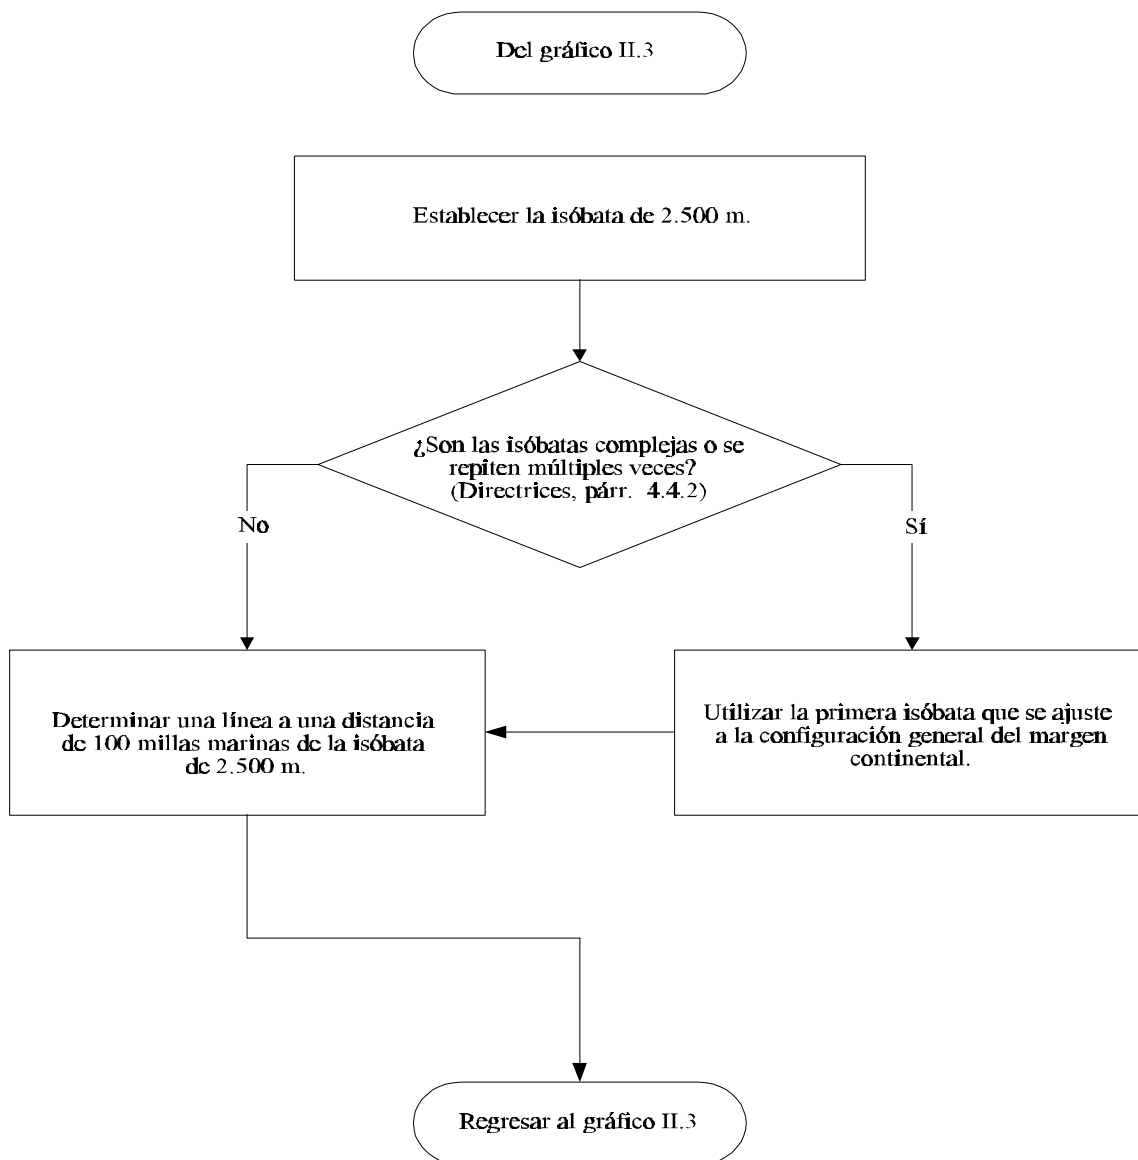 Del gráfico II.3
Establecer la isóbata de 2.500 m.
¿Son las isóbatas complejas o se
repiten múltiples veces?
(Directrices, párr. 4.4.2)
No
Sí
Determinar una línea a una distancia
de 100 millas marinas de la isóbata
de 2.500 m.
Utilizar la primera isóbata que se ajuste
a la configuración general del margen
continental.
Regresar al gráfico II.3